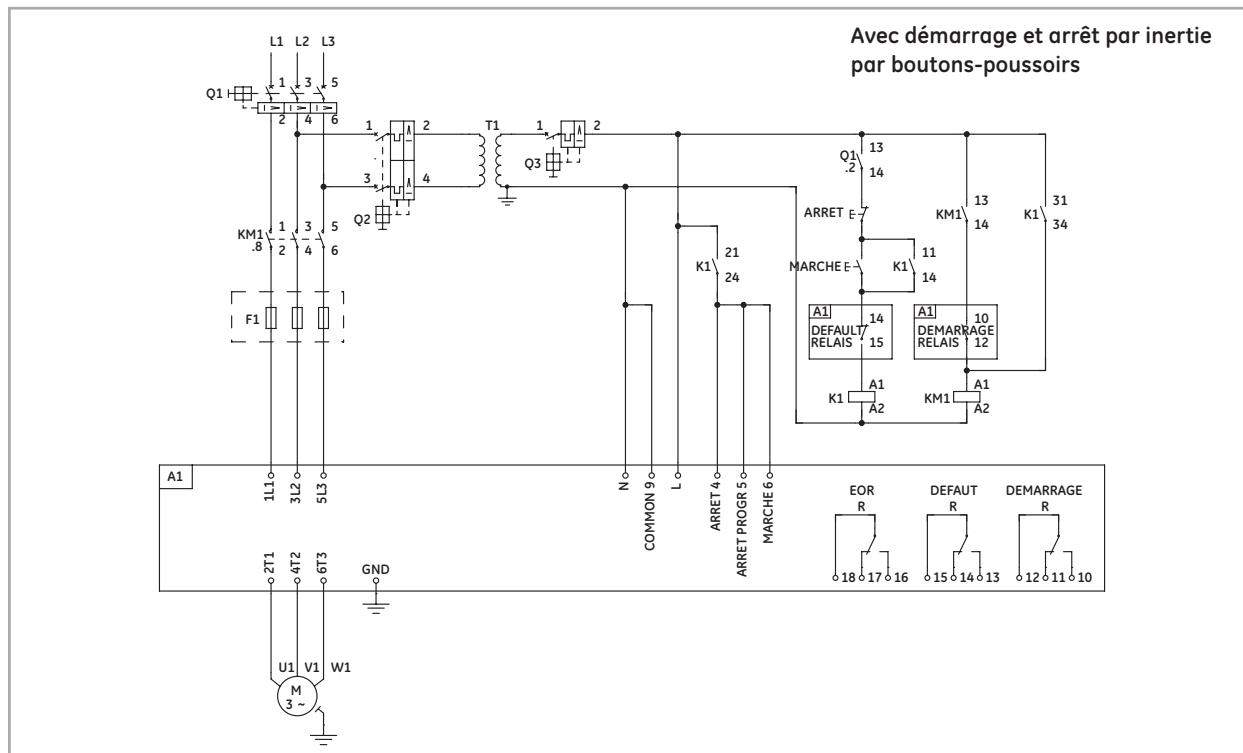 Avec démarrage et arrêt par inertie
par boutons-poussoirs
L1 L2 L3
Q1 1 3 5
2 4 6
1 2 T1 1 2
Q3
3 4
Q2
Q1 13
.2 14
ARRET
13
KM1 14
31
K1 34
KM1 1 3 5
.8 2 4 6
21
K1 24
MARCHE
11
K1 14
F1
A1 14
DEFAULT
RELAIS 15
A1 10
DEMARRAGE
RELAIS 12
K1 A1
A2
KM1 A1
A2
A1
1L1 3L2 5L3
N
COMMON 9
L
ARRET 4
ARRET PROGR 5
MARCHE 6
EOR
R
DEFAUT
R
DEMARRAGE
R
18 17 16
15 14 13
12 11 10
2T1 4T2 6T3
GND
U1 V1 W1
M
3 ~